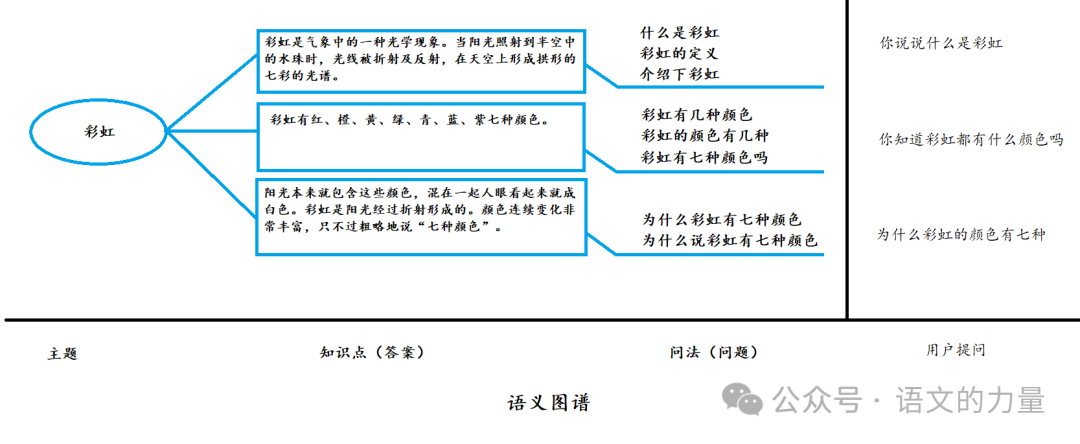 彩虹
彩虹是气象中的一种光学现象。当阳光照射到半空中
的水珠时，光线被折射及反射，在天空上形成拱形的
七彩的光谱。
什么是彩虹
彩虹的定义
介绍下彩虹
你说说什么是彩虹
彩虹有红、橙、黄、绿、青、蓝、紫七种颜色。
彩虹有几种颜色
彩虹的颜色有几种
彩虹有七种颜色吗
你知道彩虹都有什么颜色吗
阳光本来就包含这些颜色，混在一起人眼看起来就成
白色。彩虹是阳光经过折射形成的。颜色连续变化非
常丰富，只不过粗略地说“七种颜色”。
为什么彩虹有七种颜色
为什么说彩虹有七种颜色
为什么彩虹的颜色有七种
主题
知识点（答案）
问法（问题）
用户提问
语义图谱
公众号·语文的力量